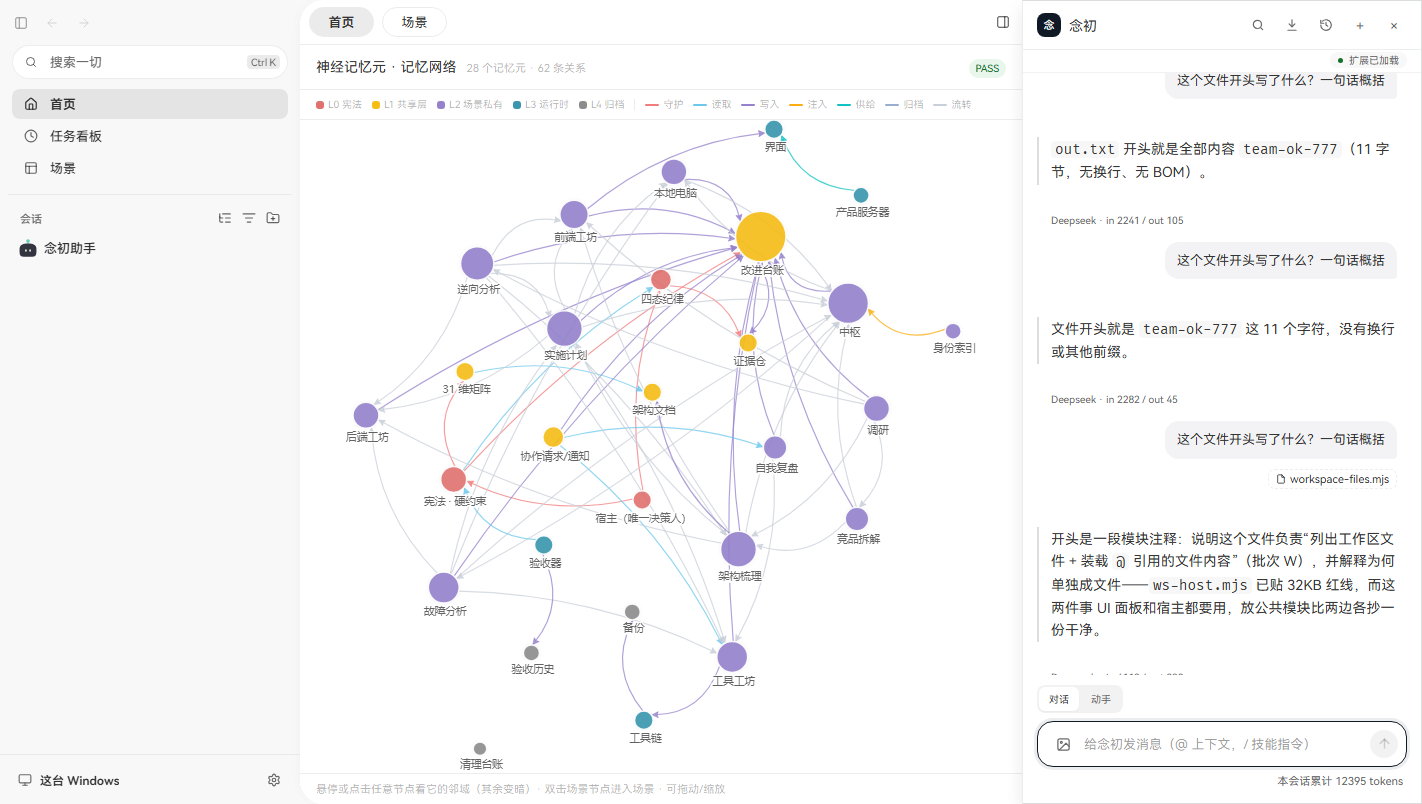 搜索一切
Ctrl K
首页
任务看板
场景
会话
念初助手
这台 Windows
首页
场景
神经记忆元 · 记忆网络
28 个记忆元 · 62 条关系
PASS
L0 宪法
L1 共享层
L2 场景私有
L3 运行时
L4 归档
守护
读取
写入
注入
供给
归档
流转
界面
本地电脑
产品服务器
前端工坊
改进台账
逆向分析
四态纪律
中枢
实施计划
证据仓
身份索引
31 维矩阵
架构文档
后端工坊
调研
协作请求/通知
自我复盘
宪法 · 硬约束
宿主（唯一决策人）
竞品拆解
验收器
架构梳理
故障分析
备份
验收历史
工具工坊
工具链
清理台账
悬停或点击任意节点看它的邻域（其余变暗） · 双击场景节点进入场景 · 可拖动/缩放
念
念初
扩展已加载
这个文件开头写了什么？一句话概括
out.txt 开头就是全部内容 team-ok-777（11 字
节，无换行、无 BOM）。
Deepseek · in 2241 / out 105
这个文件开头写了什么？一句话概括
文件开头就是 team-ok-777 这 11 个字符，没有换行
或其他前缀。
Deepseek · in 2282 / out 45
这个文件开头写了什么？一句话概括
workspace-files.mjs
开头是一段模块注释：说明这个文件负责“列出工作区文
件 + 装载 @ 引用的文件内容”（批次 W），并解释为何
单独成文件—— ws-host.mjs 已贴 32KB 红线，而这
两件事 UI 面板和宿主都要用，放公共模块比两边各抄一
份干净。
对话
动手
给念初发消息（@ 上下文，/ 技能指令）
本会话累计 12395 tokens